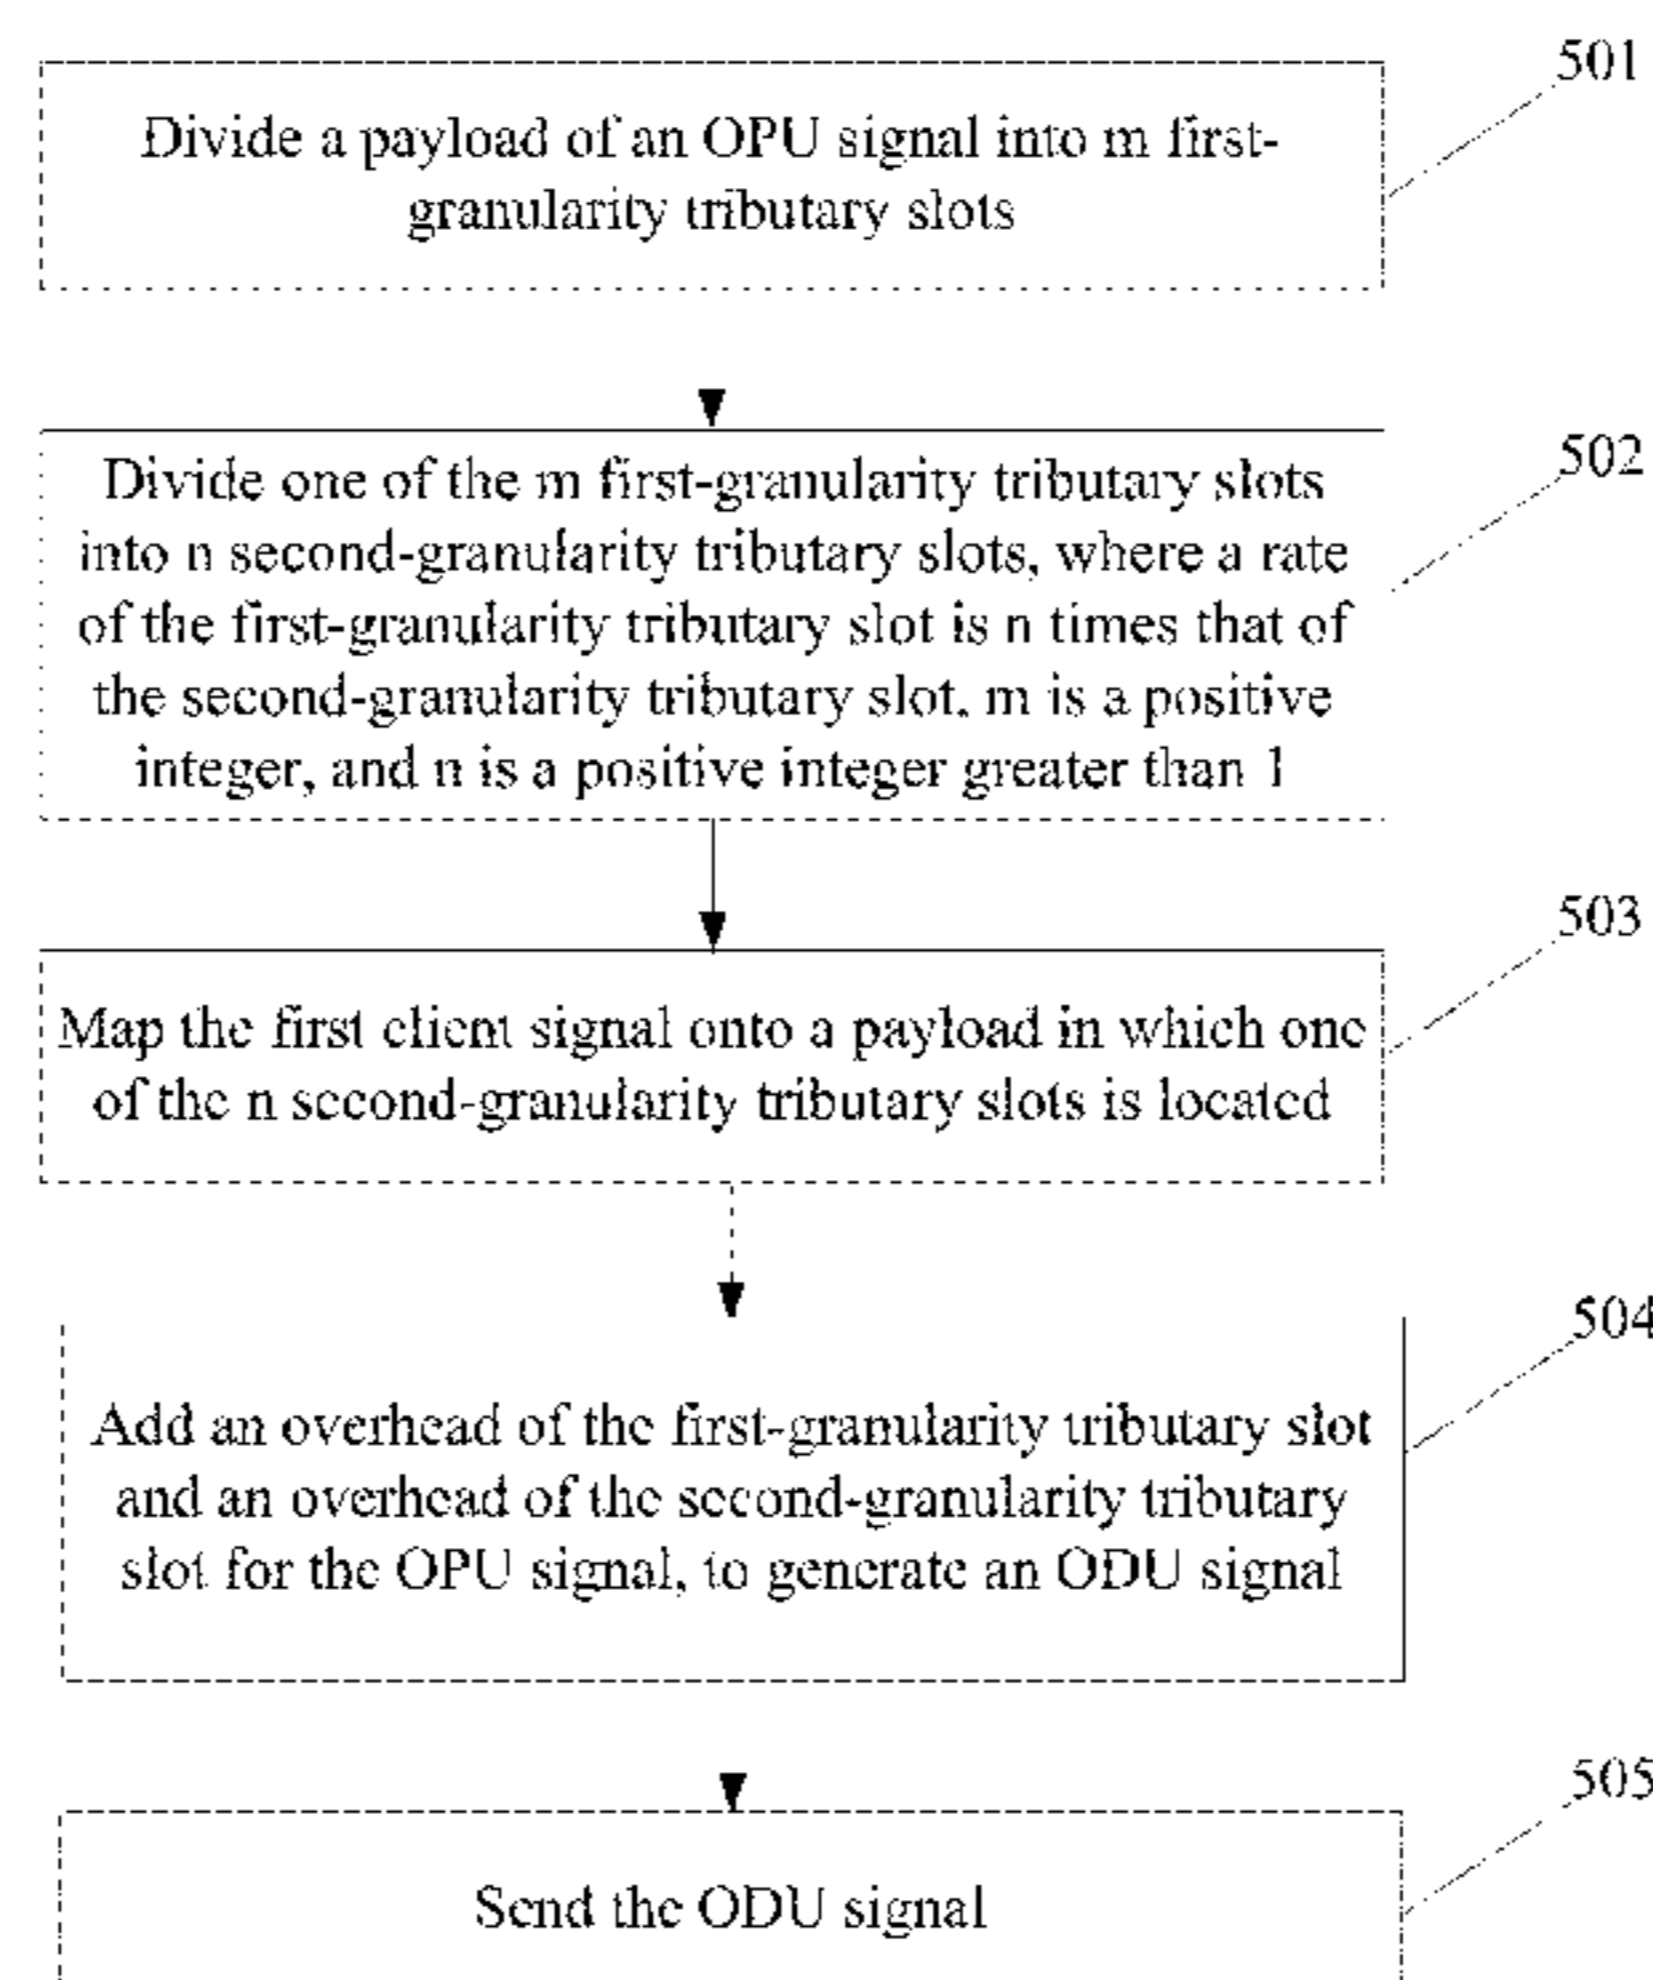 501
Divide a payload of an OPU signal into m first-
granularity tributary slots
502
Divide one of the m first-granularity tributary slots
into n second-granularity tributary slots, where a rate
of the first-granularity tributary slot is n times that of
the second-granularity tributary slot, m is a positive
integer, and n is a positive integer greater than 1
503
Map the first client signal onto a payload in which one
of the n second-granularity tributary slots is located
504
Add an overhead of the first-granularity tributary slot
and an overhead of the second-granularity tributary
slot for the OPU signal, to generate an ODU signal
505
Send the ODU signal